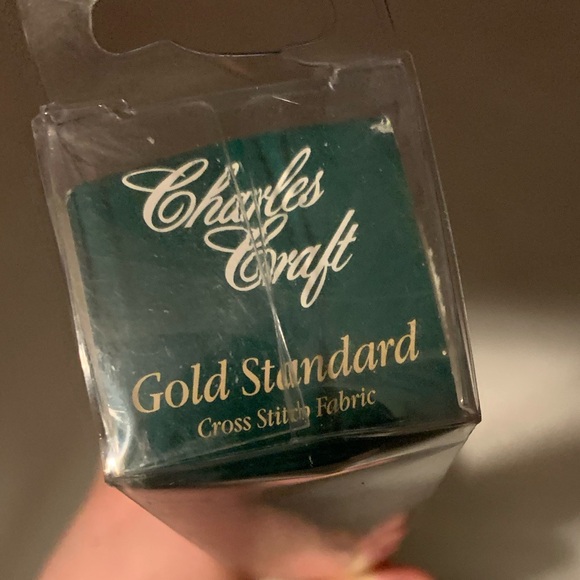 Charles
Craft
Gold Standard
Cross Stitch Fabric